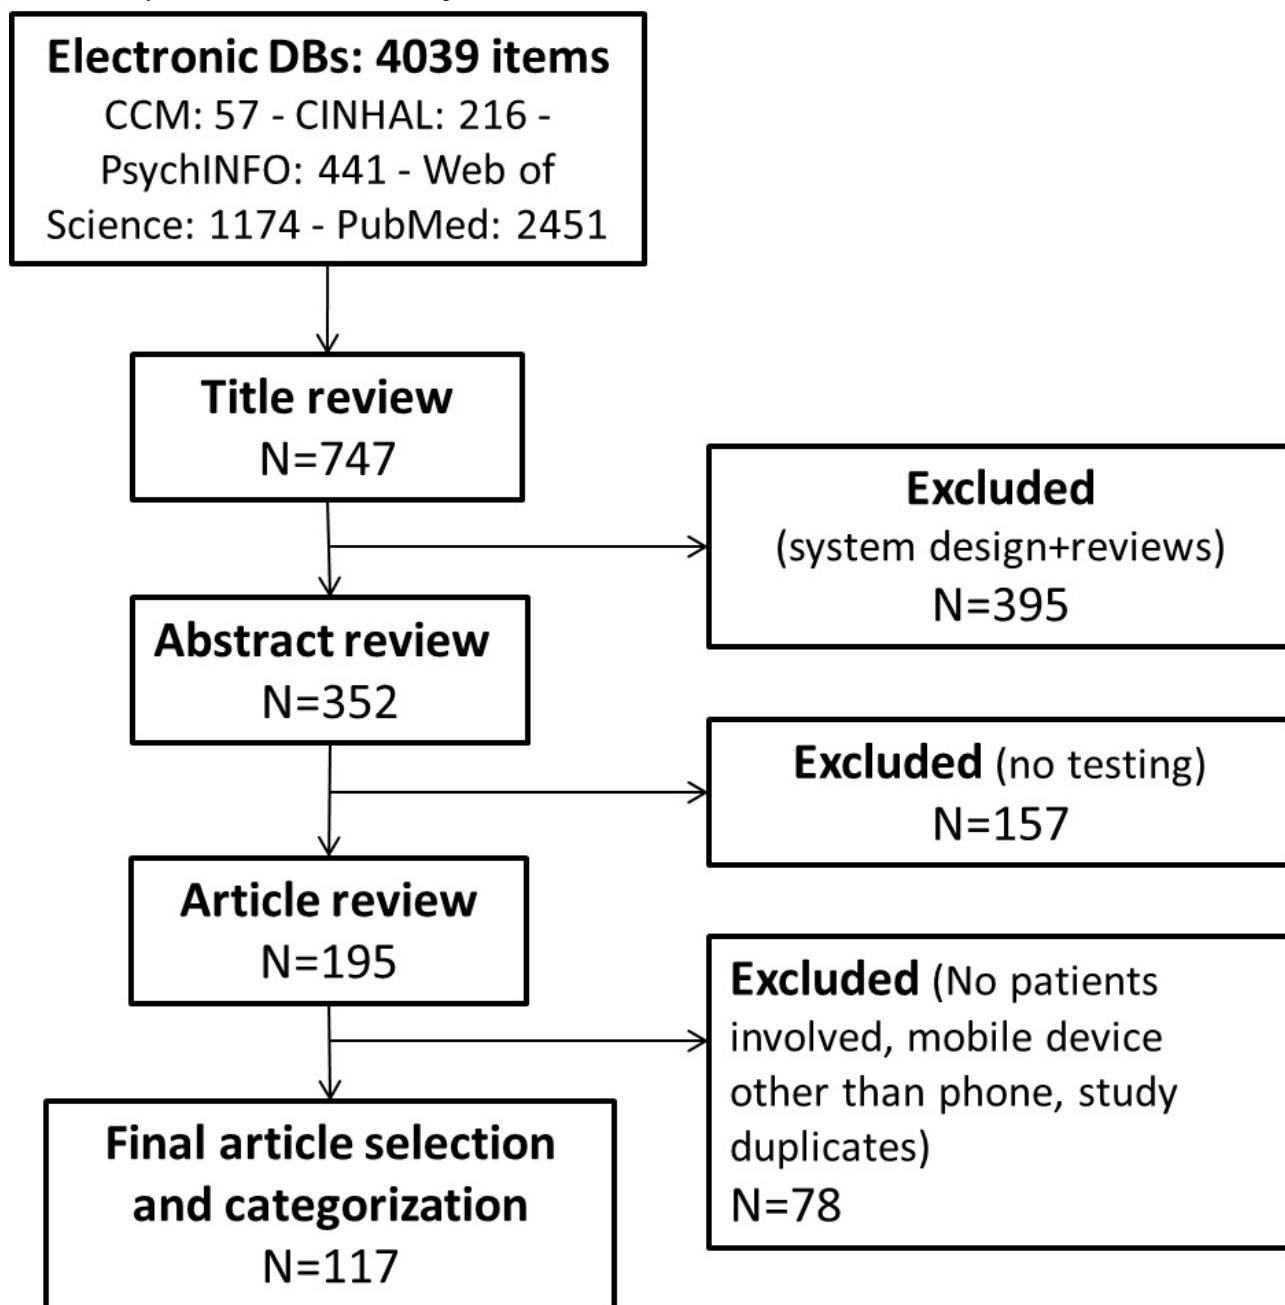 Electronic DBs: 4039 items
CCM: 57 - CINHAL: 216 -
PsychINFO: 441 - Web of
Science: 1174 - PubMed: 2451
Title review
N=747
Excluded
(system design+reviews)
N=395
Abstract review
N=352
Excluded (no testing)
N=157
Article review
N=195
Excluded (No patients
involved, mobile device
other than phone, study
duplicates)
N=78
Final article selection
and categorization
N=117